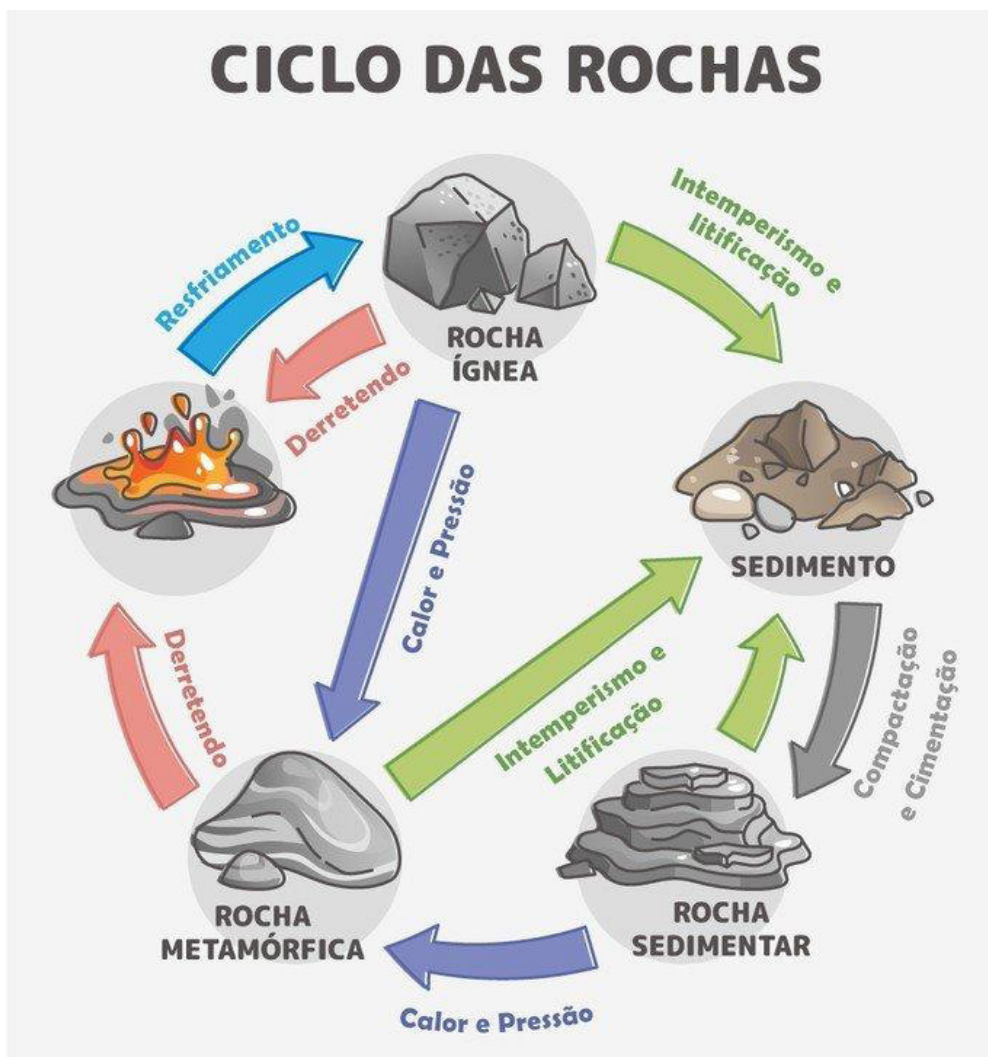 CICLO DAS ROCHAS
Intemperismo e
litificação
Resfriamento
ROCHA
ÍGNEA
Derretendo
Calor e Pressão
SEDIMENTO
Derretendo
Intemperismo e
Litificação
Compactação
e Cimentação
ROCHA
METAMÓRFICA
ROCHA
SEDIMENTAR
Calor e Pressão